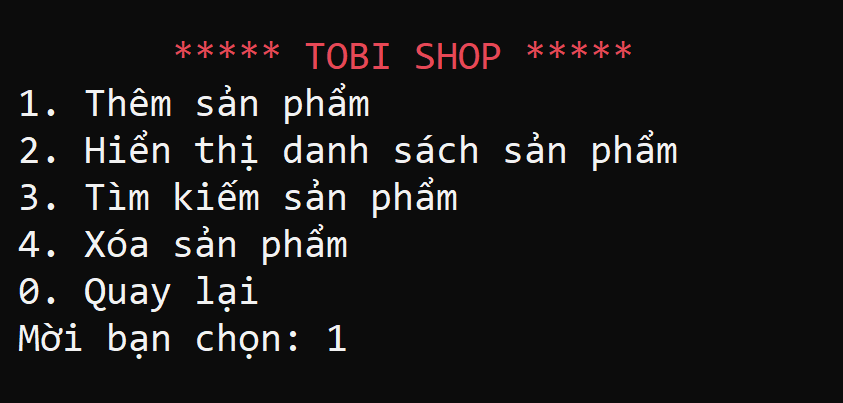 ***** TOBI SHOP *****
1. Thêm sản phẩm
2. Hiển thị danh sách sản phẩm
3. Tìm kiếm sản phẩm
4. Xóa sản phẩm
0. Quay lại
Mời bạn chọn: 1